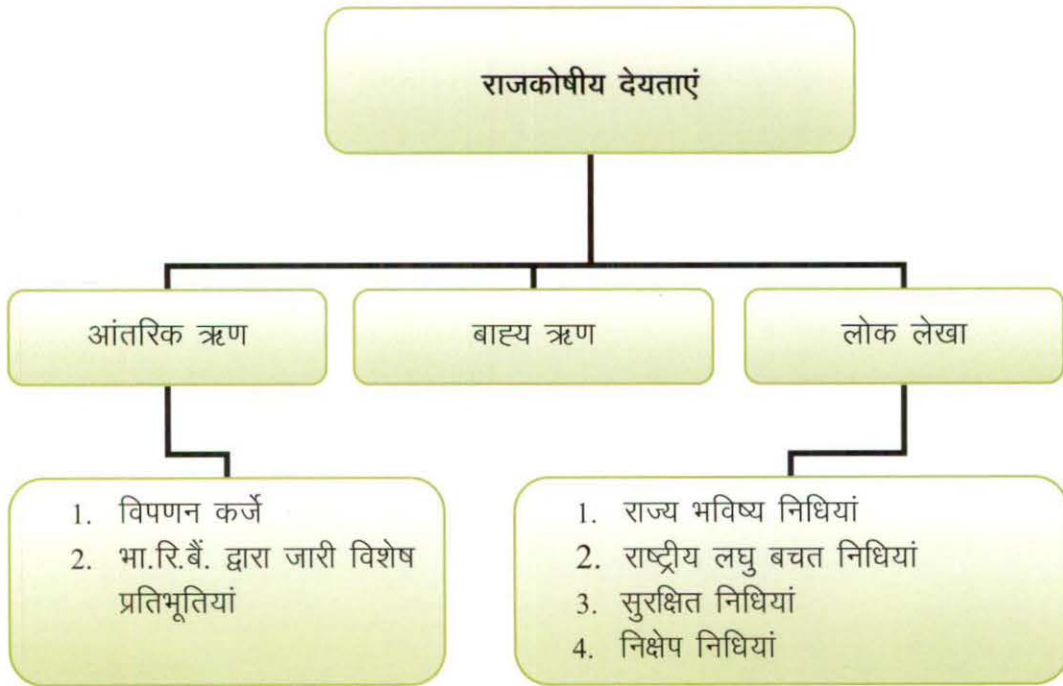 राजकोषीय देयताएं
आंतरिक ऋण
बाह्य ऋण
लोक लेखा
1. विपणन कर्जे
2. भा.रि.बैं. द्वारा जारी विशेष
प्रतिभूतियां
1. राज्य भविष्य निधियां
2. राष्ट्रीय लघु बचत निधियां
3. सुरक्षित निधियां
4. निक्षेप निधियां